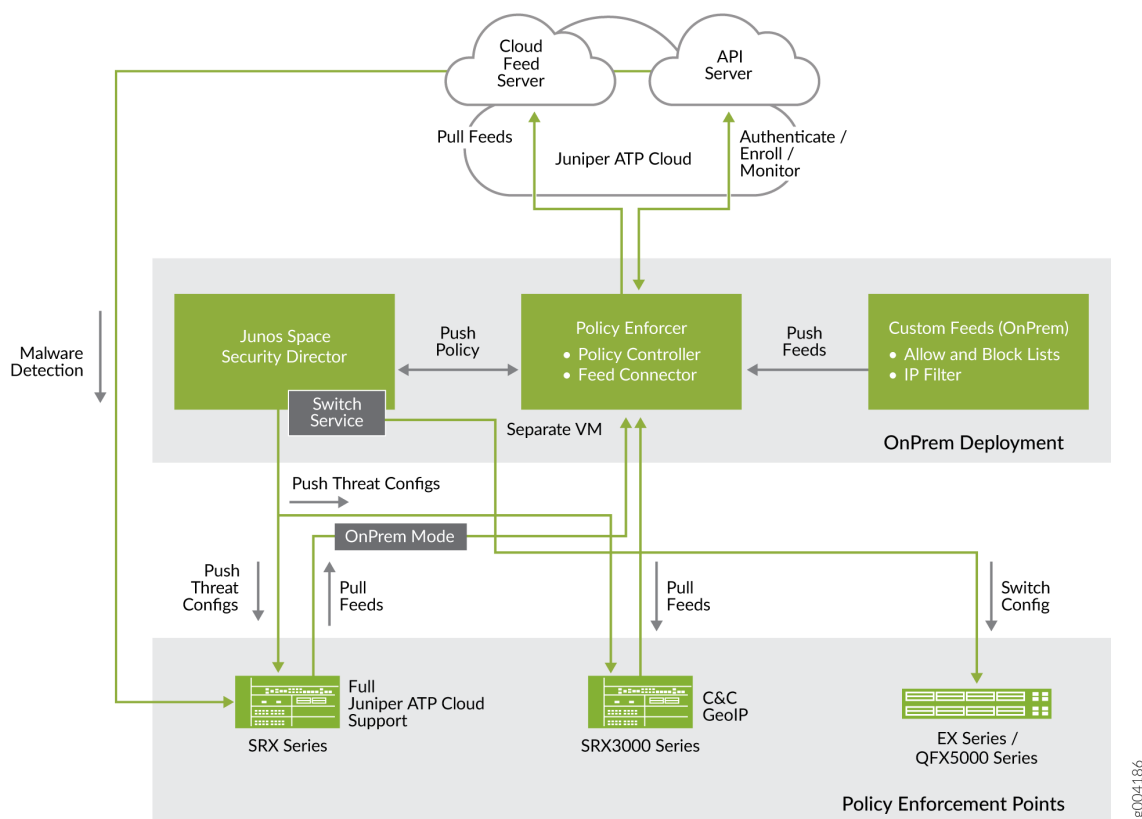 Cloud
Feed
Server
API
Server
Pull Feeds
Juniper ATP Cloud
Authenticate /
Enroll /
Monitor
Malware
Detection
Junos Space
Security Director
Switch
Service
Push
Policy
Policy Enforcer
• Policy Controller
• Feed Connector
Separate VM
Push
Feeds
Custom Feeds (OnPrem)
• Allow and Block Lists
• IP Filter
OnPrem Deployment
Push Threat Configs
OnPrem Mode
Push
Threat
Configs
Pull
Feeds
Pull
Feeds
Switch
Config
Full
Juniper ATP Cloud
Support
SRX Series
C&C
GeoIP
SRX3000 Series
EX Series /
QFX5000 Series
Policy Enforcement Points
g004186